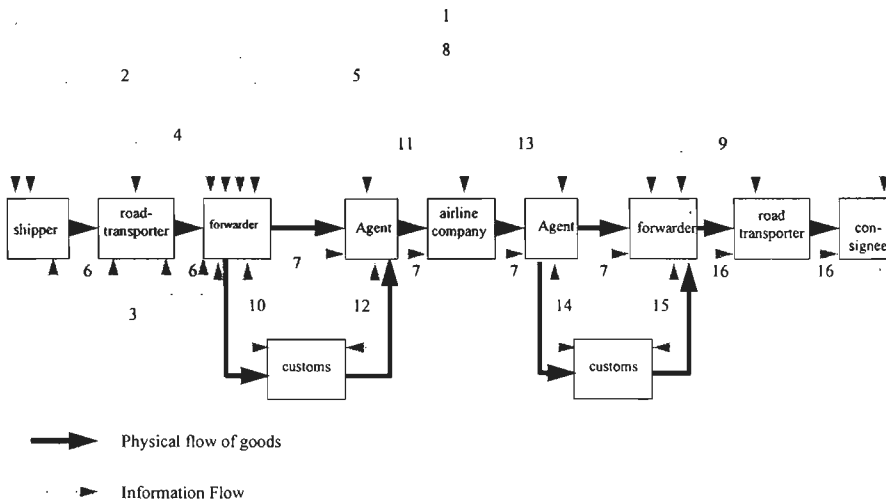 1
8
2
5
4
11
13
9
shipper
road-
transporter
forwarder
Agent
airline
company
Agent
forwarder
road
transporter
con-
signee
6
6
7
7
7
7
16
16
3
10
12
14
15
customs
customs
Physical flow of goods
Information Flow